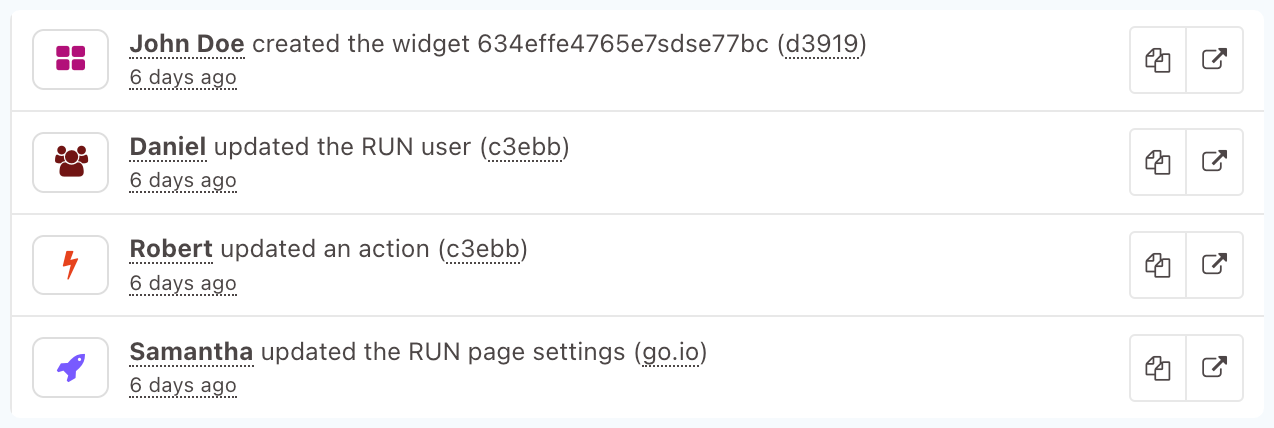 John Doe created the widget 634effe4765e7sdse77bc (d3919)
6 days ago
Daniel updated the RUN user (c3ebb)
6 days ago
Robert updated an action (c3ebb)
6 days ago
Samantha updated the RUN page settings (go.io)
6 days ago